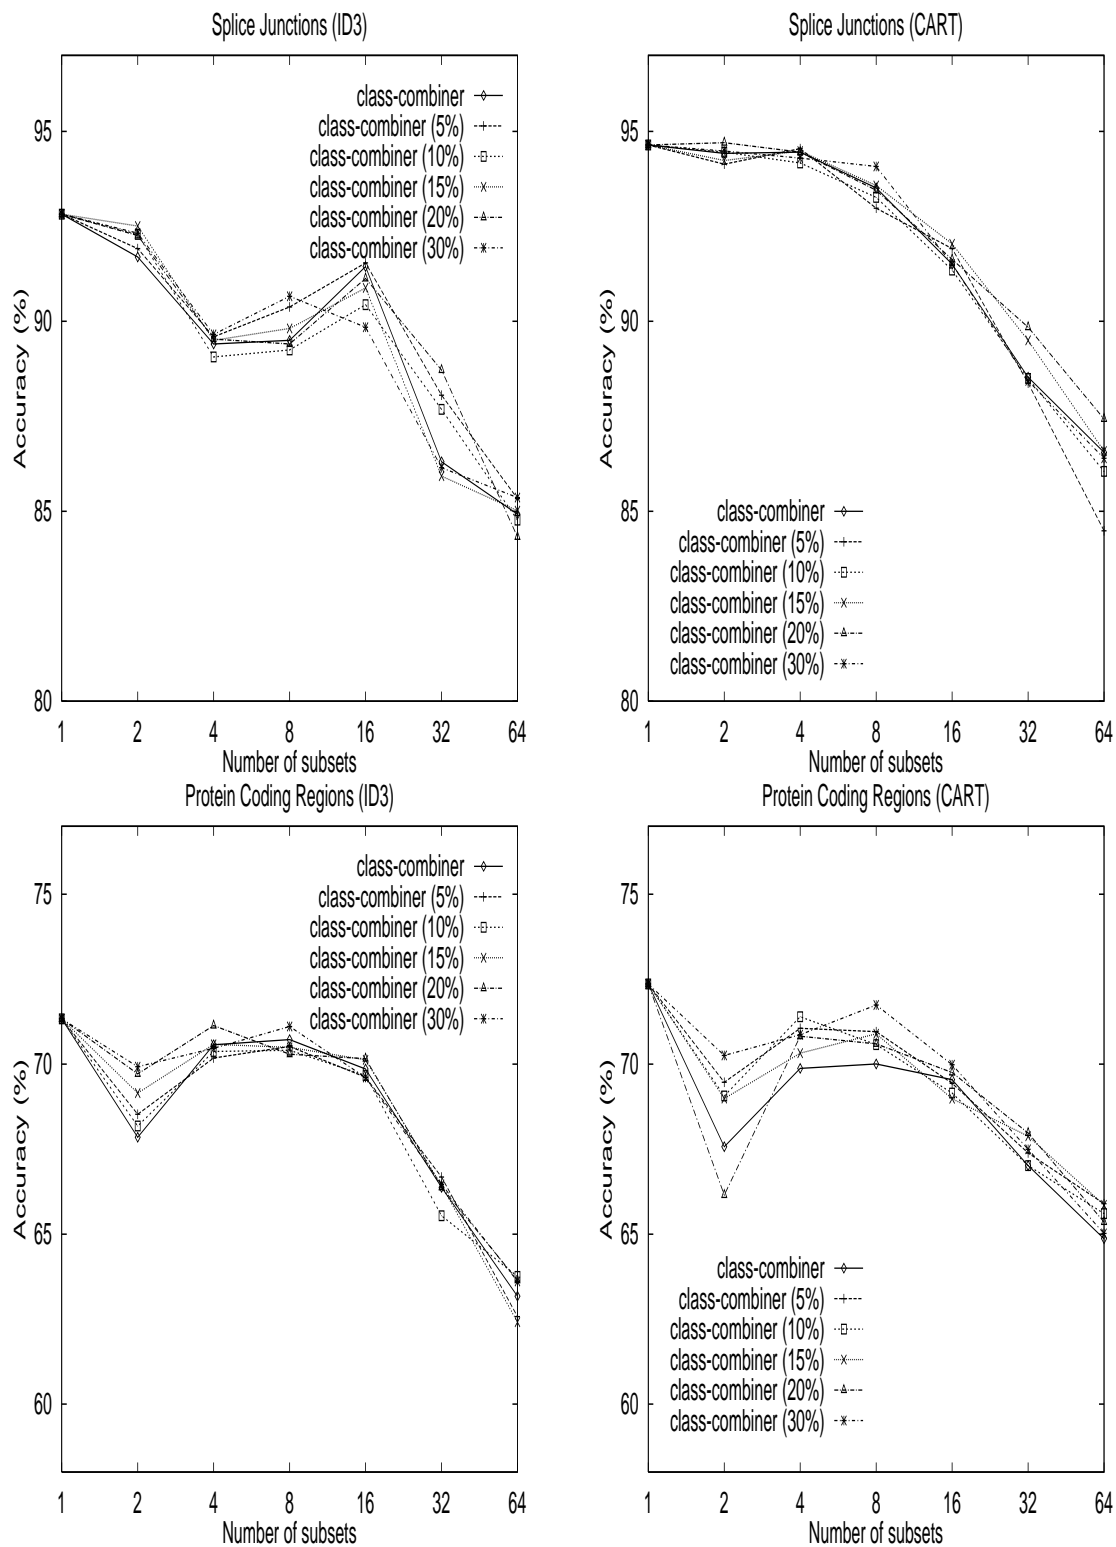 Splice Junctions (ID3)
class-combiner
class-combiner (5%)
class-combiner (10%)
class-combiner (15%)
class-combiner (20%)
class-combiner (30%)
95
90
85
80
Accuracy (%)
1 2 4 8 16 32 64
Number of subsets
Splice Junctions (CART)
95
90
85
80
Accuracy (%)
class-combiner
class-combiner (5%)
class-combiner (10%)
class-combiner (15%)
class-combiner (20%)
class-combiner (30%)
1 2 4 8 16 32 64
Number of subsets
Protein Coding Regions (ID3)
class-combiner
class-combiner (5%)
class-combiner (10%)
class-combiner (15%)
class-combiner (20%)
class-combiner (30%)
75
70
65
60
Accuracy (%)
1 2 4 8 16 32 64
Number of subsets
Protein Coding Regions (CART)
75
70
65
60
Accuracy (%)
class-combiner
class-combiner (5%)
class-combiner (10%)
class-combiner (15%)
class-combiner (20%)
class-combiner (30%)
1 2 4 8 16 32 64
Number of subsets